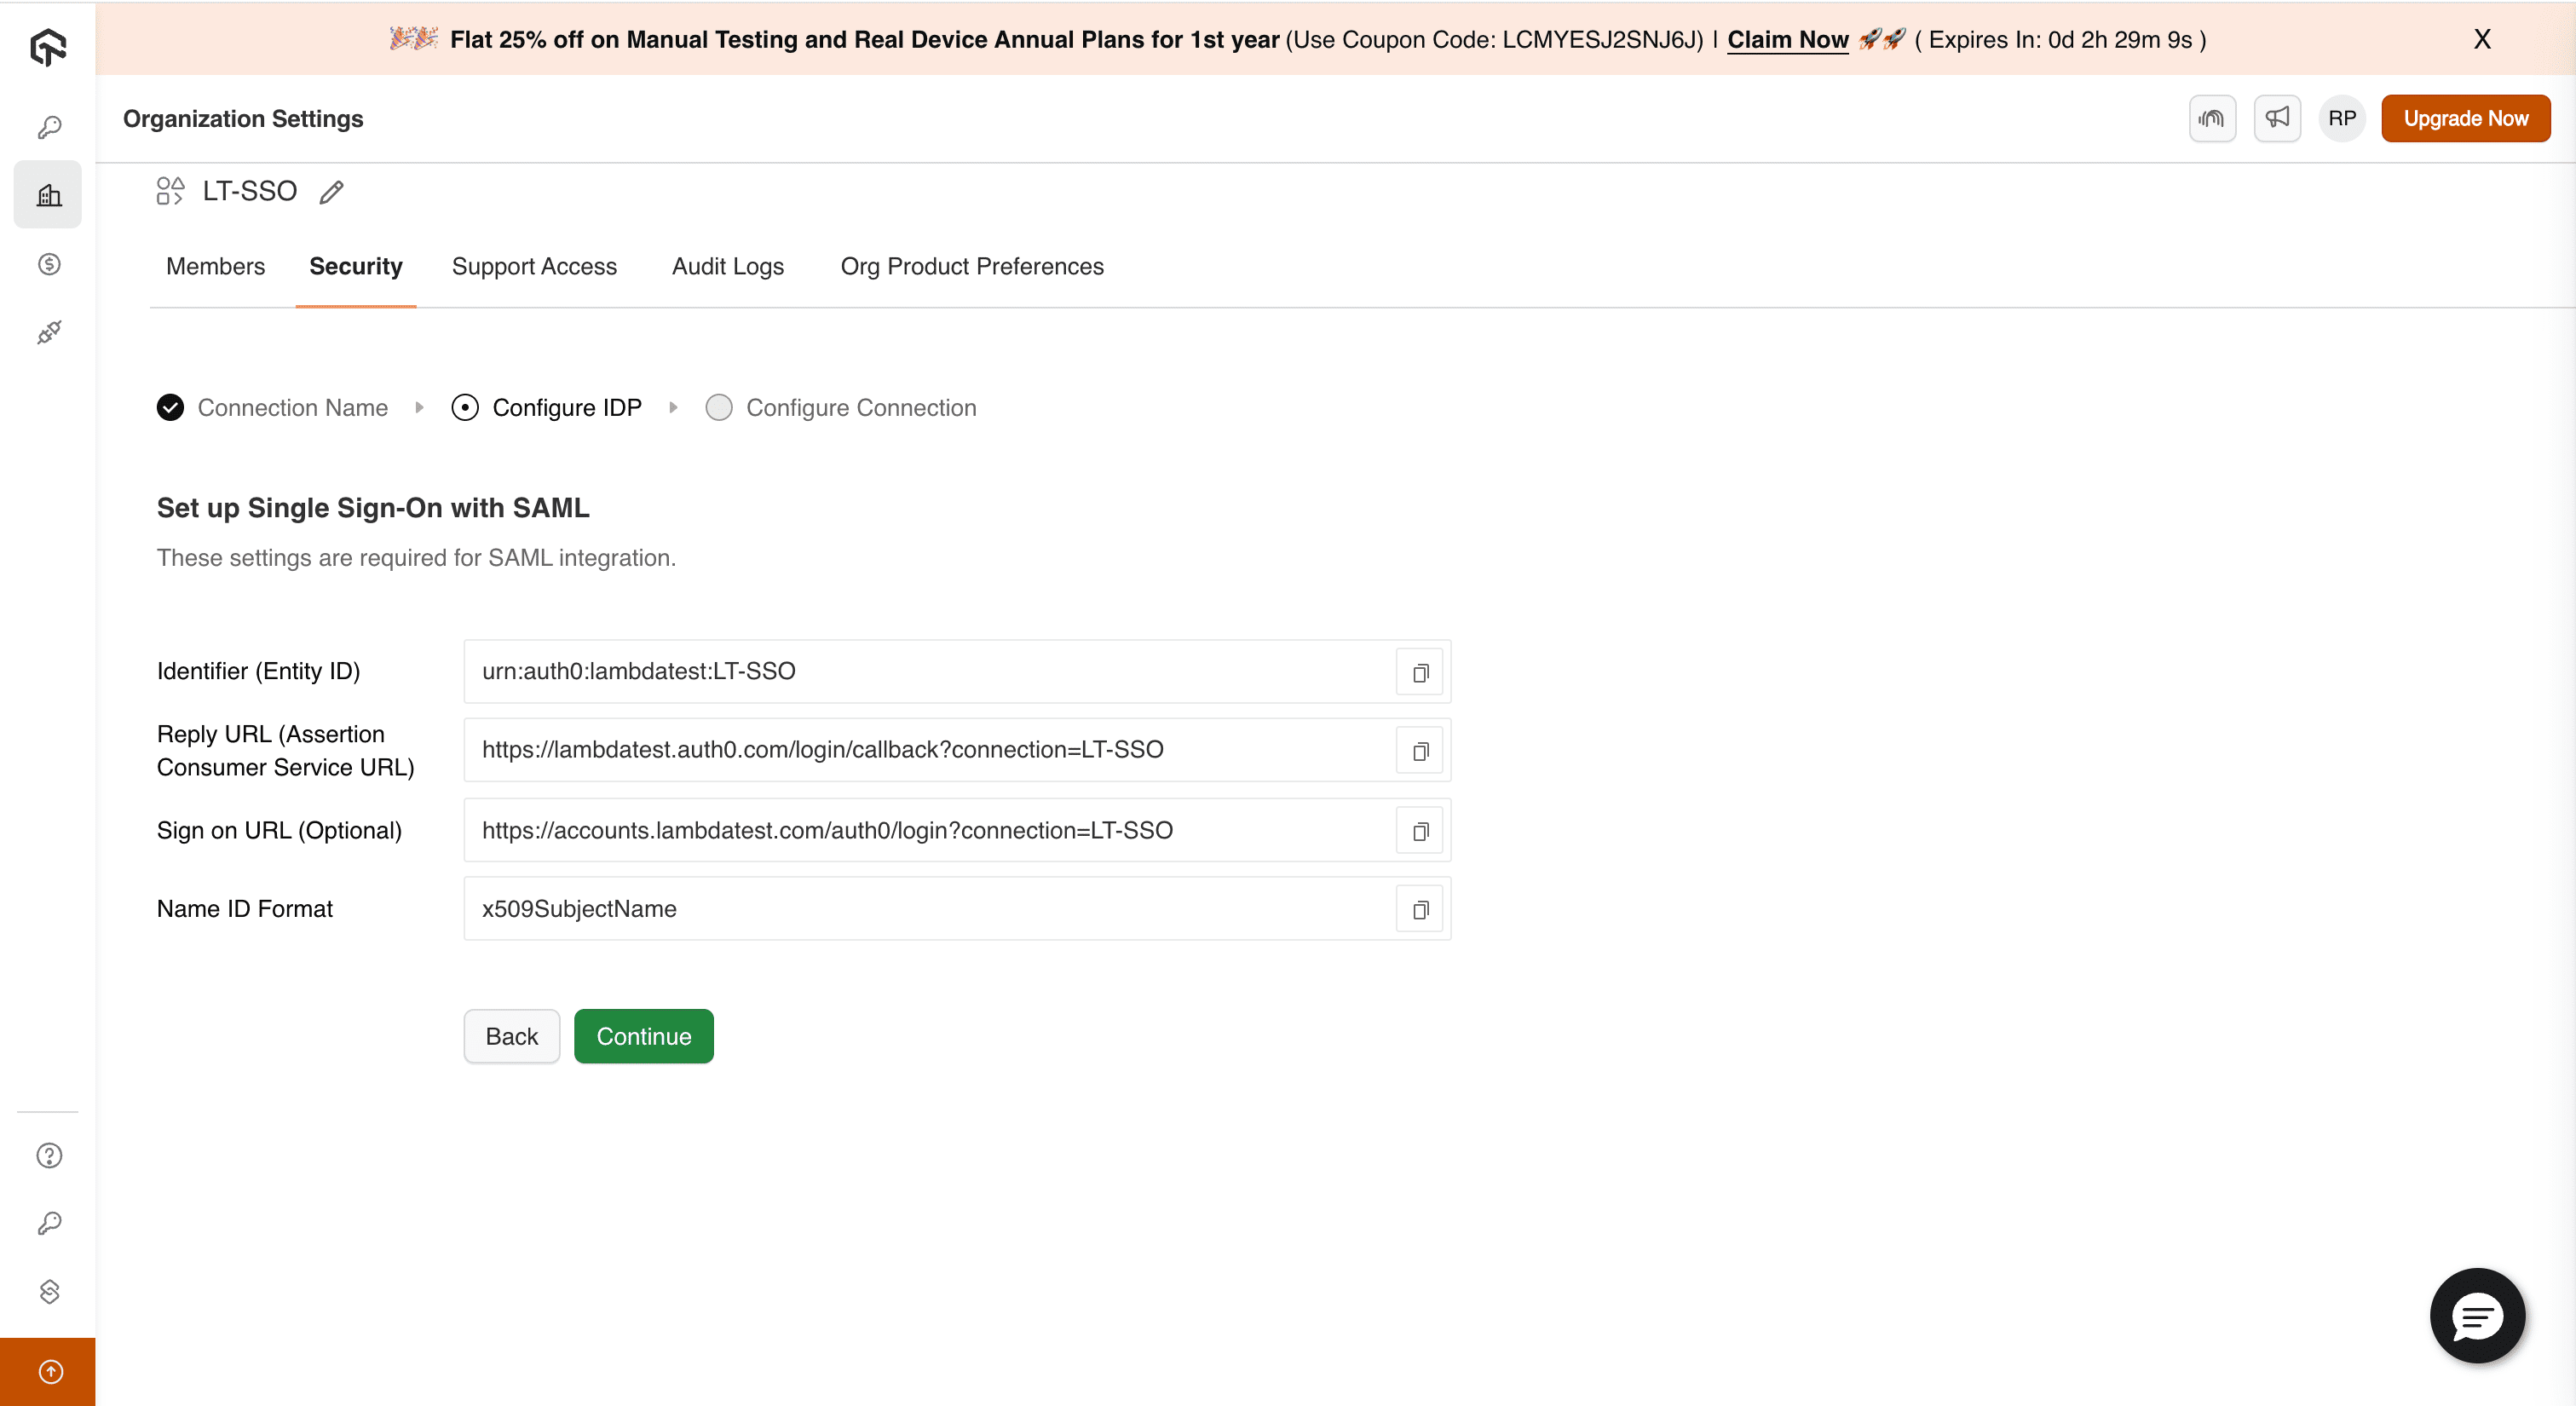 Flat 25% off on Manual Testing and Real Device Annual Plans for 1st year (Use Coupon Code: LCMYESJ2SNJ6J) | Claim Now ( Expires In: 0d 2h 29m 9s ) X
Organization Settings RP Upgrade Now
LT-SSO
Members Security Support Access Audit Logs Org Product Preferences
Connection Name Configure IDP Configure Connection
Set up Single Sign-On with SAML
These settings are required for SAML integration.
Identifier (Entity ID) urn:auth0:lambdatest:LT-SSO
Reply URL (Assertion
Consumer Service URL) https://lambdatest.auth0.com/login/callback?connection=LT-SSO
Sign on URL (Optional) https://accounts.lambdatest.com/auth0/login?connection=LT-SSO
Name ID Format x509SubjectName
Back Continue